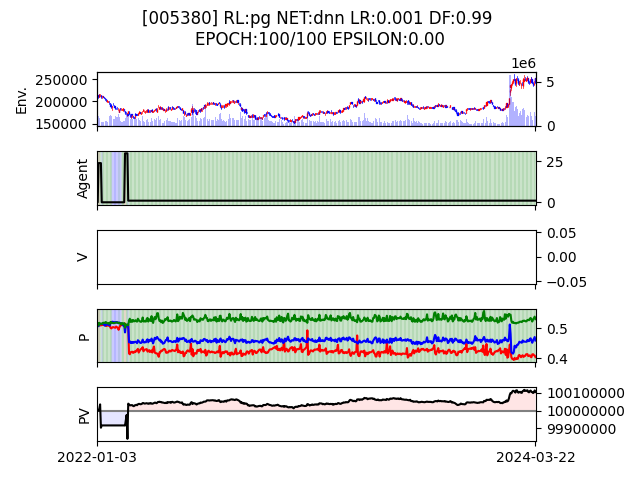 [005380] RL:pg NET:dnn LR:0.001 DF:0.99
EPOCH:100/100 EPSILON:0.00
1e6
Env.
250000
200000
150000
5
0
Agent
25
0
V
0.05
0.00
−0.05
P
0.5
0.4
PV
100100000
100000000
99900000
2022-01-03
2024-03-22